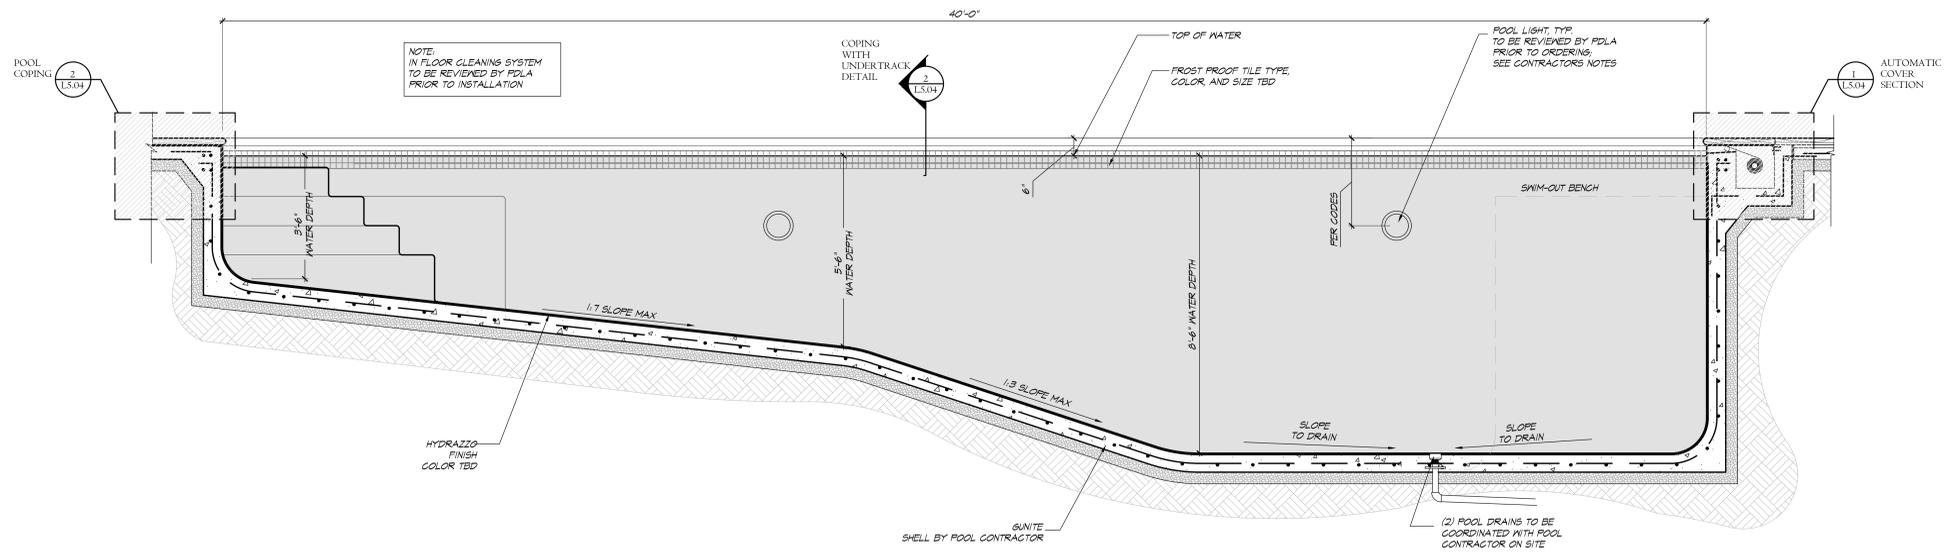 40'-0"
POOL
COPING
2
L5.04
NOTE:
IN FLOOR CLEANING SYSTEM
TO BE REVIEWED BY PDLA
PRIOR TO INSTALLATION
COPING
WITH
UNDERTRACK
DETAIL
2
L5.04
TOP OF WATER
FROST PROOF TILE TYPE,
COLOR, AND SIZE TBD
POOL LIGHT, TYP.
TO BE REVIEWED BY PDLA
PRIOR TO ORDERING;
SEE CONTRACTORS NOTES
1
L5.04
AUTOMATIC
COVER
SECTION
3'-6"
WATER DEPTH
5'-6"
WATER DEPTH
6"
8'-6" WATER DEPTH
PER CODES
SWIM-OUT BENCH
1:7 SLOPE MAX
1:3 SLOPE MAX
SLOPE
TO DRAIN
SLOPE
TO DRAIN
HYDRAZZO
FINISH
COLOR TBD
GUNITE
SHELL BY POOL CONTRACTOR
(2) POOL DRAINS TO BE
COORDINATED WITH POOL
CONTRACTOR ON SITE